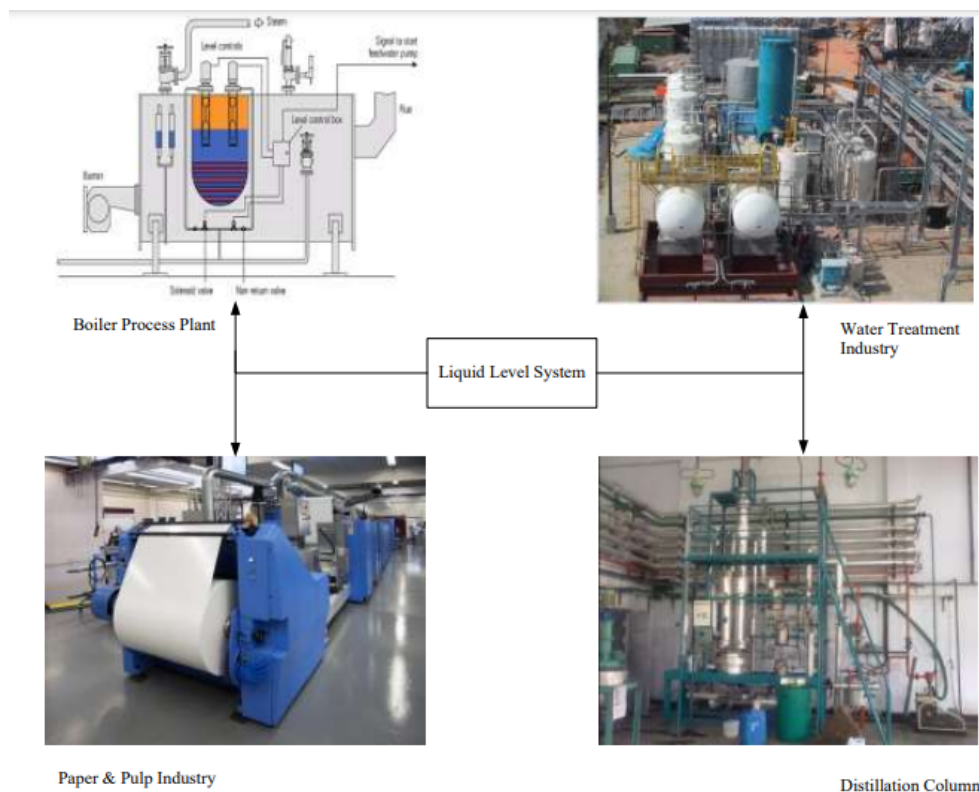 Steam
Level controls
Signal to start
feedwater pump
Level control box
Flue
Burner
Solenoid valve
Non return valve
Boiler Process Plant
Water Treatment
Industry
Liquid Level System
Paper & Pulp Industry
Distillation Column